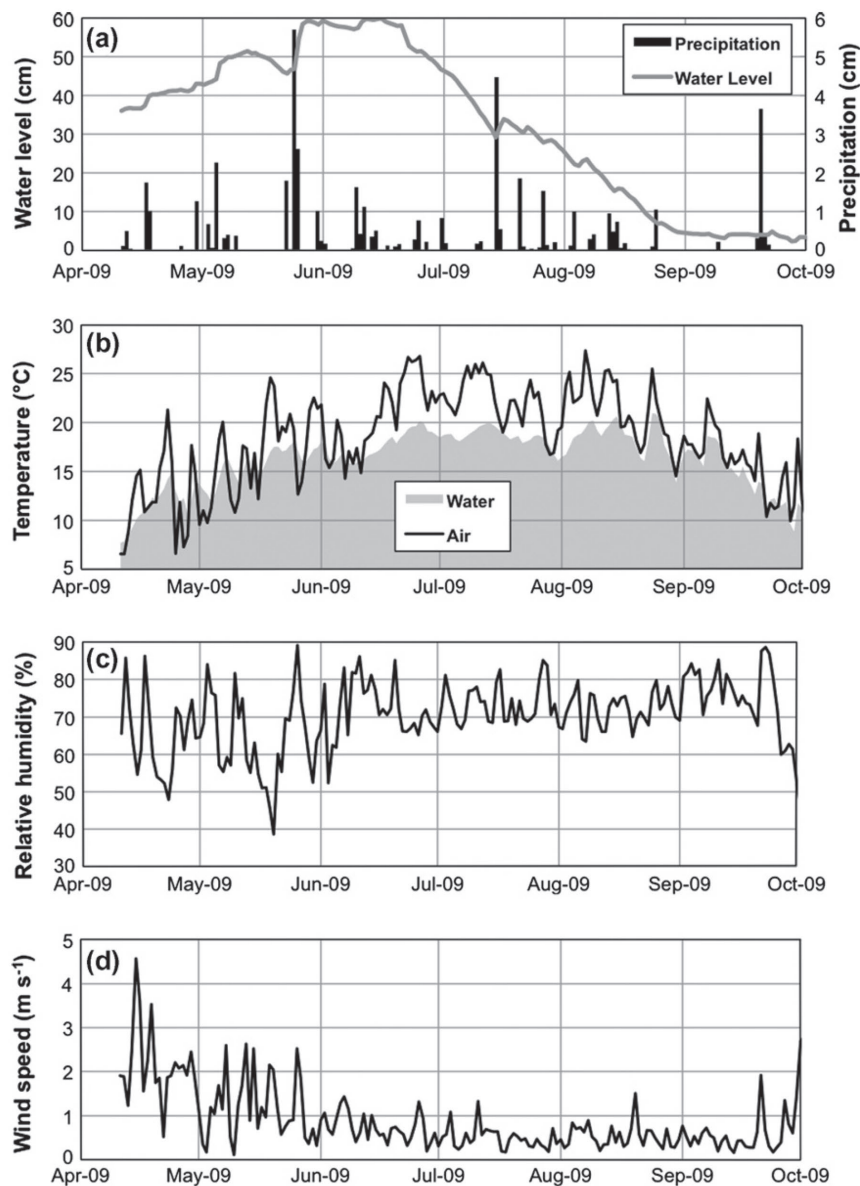 (a)
Water level (cm)
60
50
40
30
20
10
0
Precipitation
Water Level
6
5
4
3
2
1
0
Precipitation (cm)
Apr-09 May-09 Jun-09 Jul-09 Aug-09 Sep-09 Oct-09
(b)
Temperature (°C)
30
25
20
15
10
5
Water
Air
Apr-09 May-09 Jun-09 Jul-09 Aug-09 Sep-09 Oct-09
(c)
Relative humidity (%)
90
80
70
60
50
40
30
Apr-09 May-09 Jun-09 Jul-09 Aug-09 Sep-09 Oct-09
(d)
Wind speed (m s⁻¹)
5
4
3
2
1
0
Apr-09 May-09 Jun-09 Jul-09 Aug-09 Sep-09 Oct-09